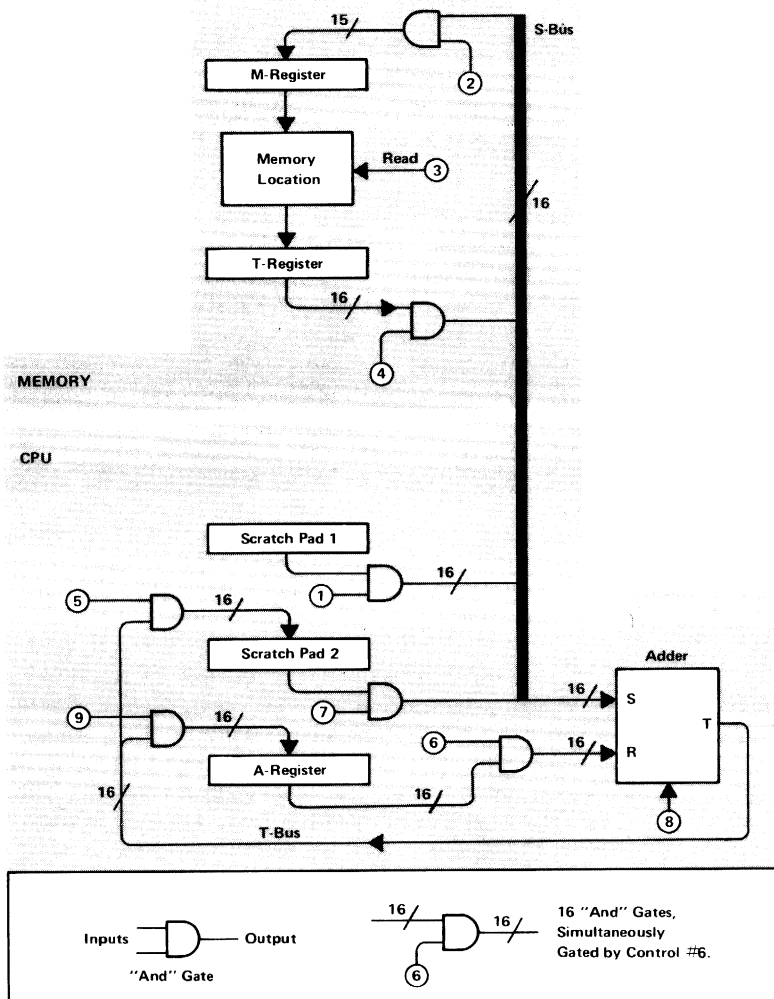 15
S-Bus
M-Register
2
Memory
Location
Read
3
16
T-Register
16
4
MEMORY
CPU
Scratch Pad 1
16
1
5
16
Scratch Pad 2
Adder
16
S
7
9
16
6
16
T
R
A-Register
16
16
8
T-Bus
Inputs
Output
"And" Gate
16
16
6
16 "And" Gates,
Simultaneously
Gated by Control #6.